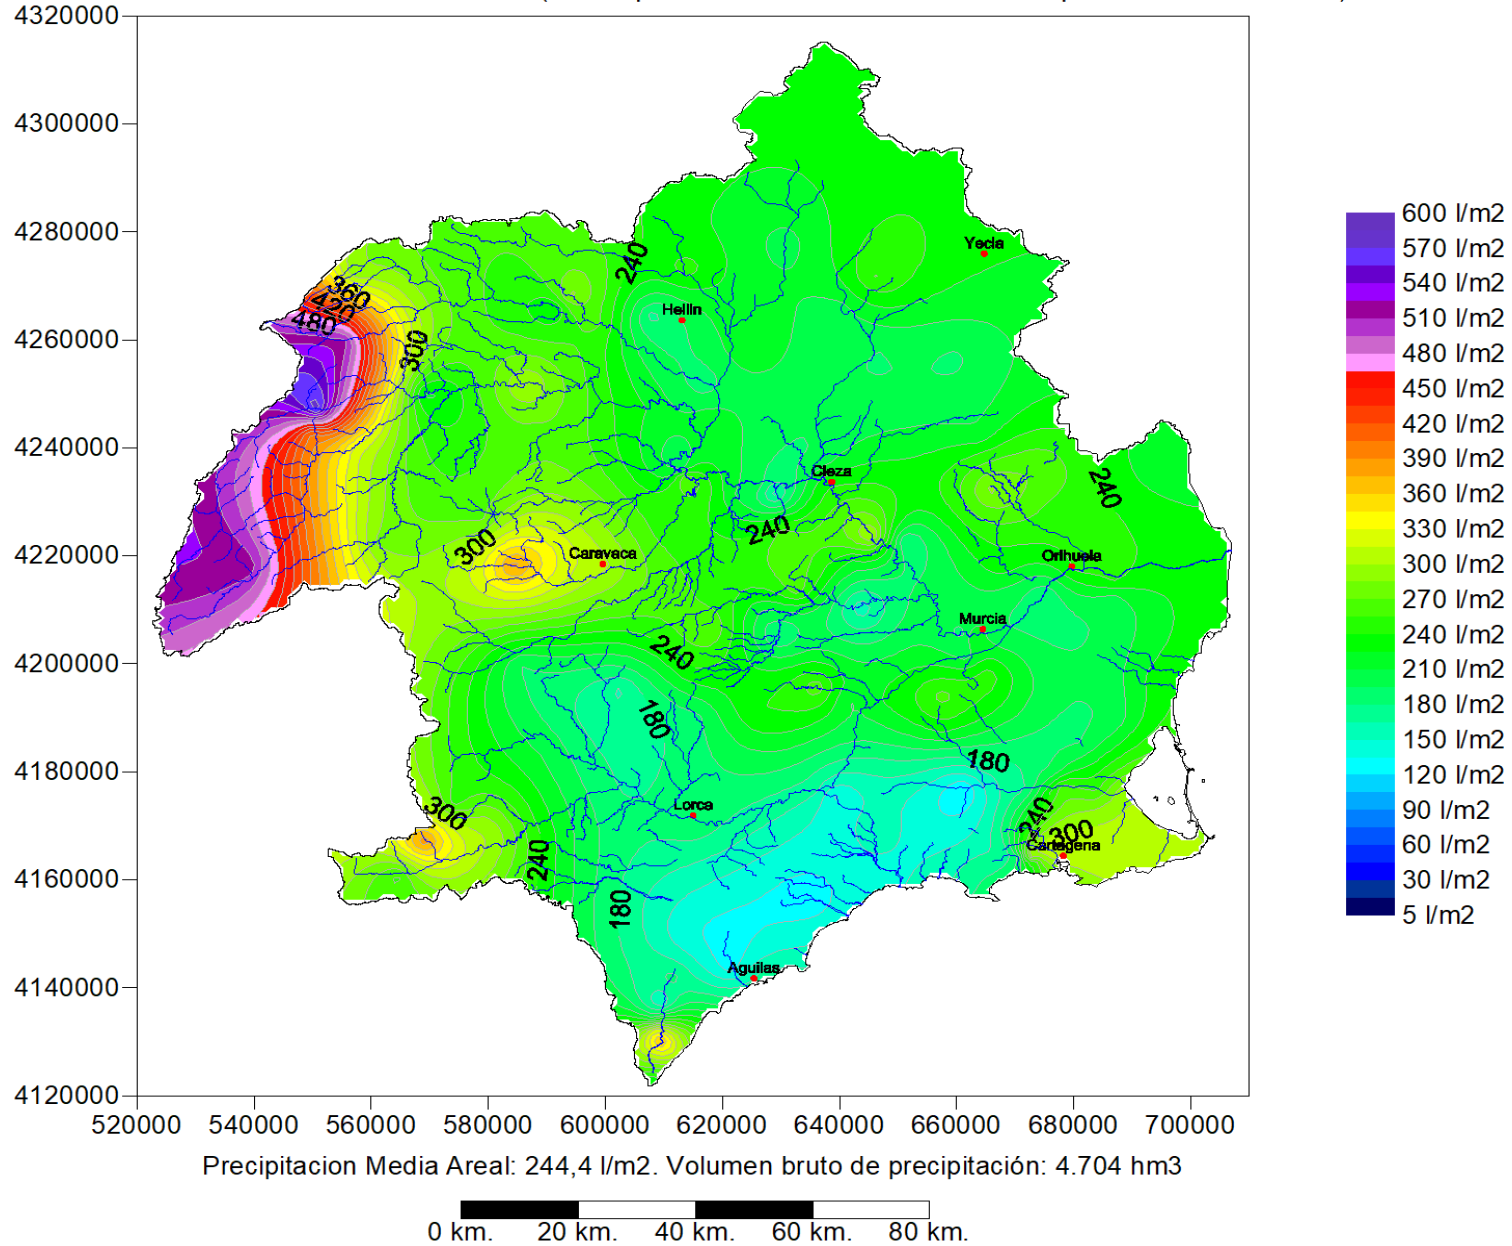 4320000
4300000
4280000
4260000
4240000
4220000
4200000
4180000
4160000
4140000
4120000
520000 540000 560000 580000 600000 620000 640000 660000 680000 700000
Yecla
240
Hellin
360
420
480
300
Cieza
240
240
300
Caravaca
Orihuela
Murcia
240
180
180
300
Lorca
240
300
Cartagena
240
180
Aguilas
600 l/m2
570 l/m2
540 l/m2
510 l/m2
480 l/m2
450 l/m2
420 l/m2
390 l/m2
360 l/m2
330 l/m2
300 l/m2
270 l/m2
240 l/m2
210 l/m2
180 l/m2
150 l/m2
120 l/m2
90 l/m2
60 l/m2
30 l/m2
5 l/m2
Precipitacion Media Areal: 244,4 l/m2. Volumen bruto de precipitación: 4.704 hm3
0 km. 20 km. 40 km. 60 km. 80 km.